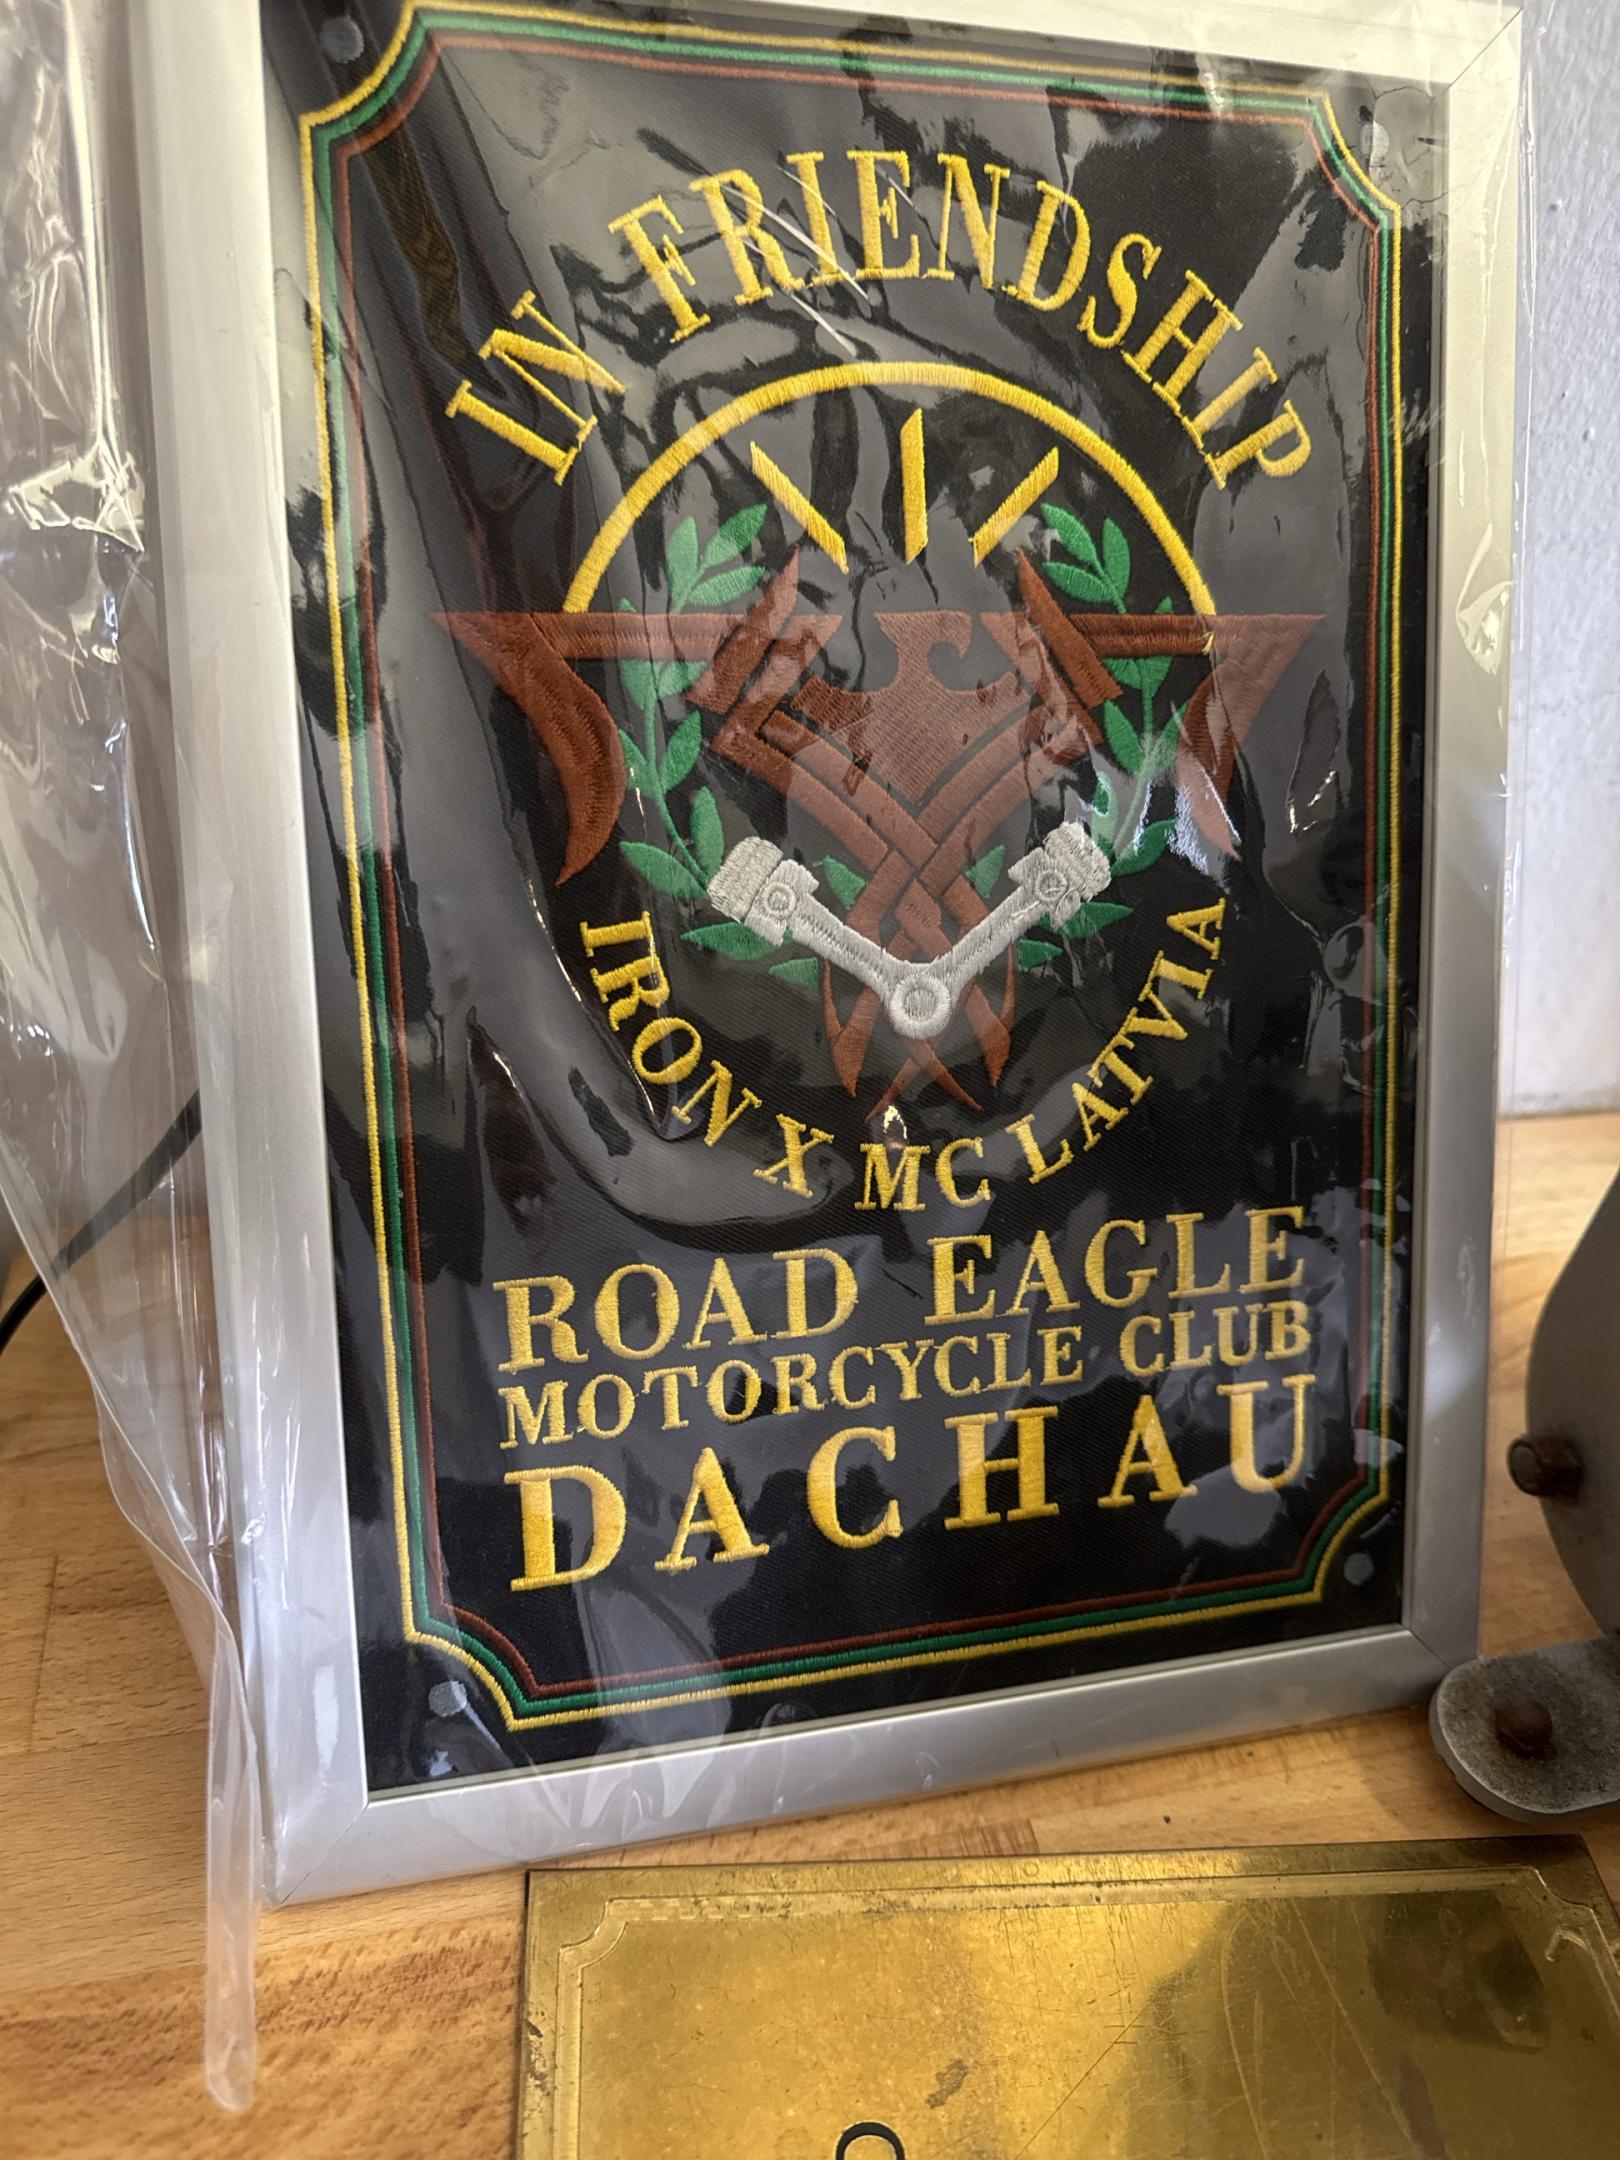 IN FRIENDSHIP
IRON X MC LATVIA
ROAD EAGLE
MOTORCYCLE CLUB
DACHAU